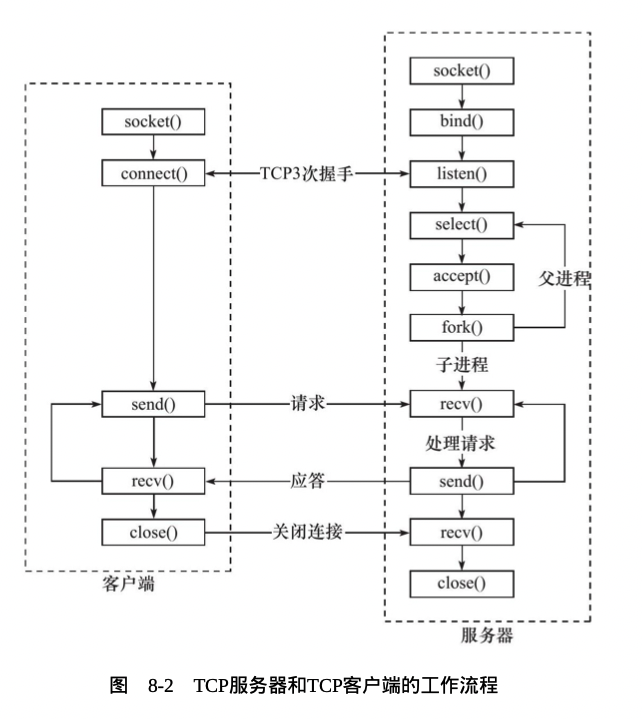 socket()
bind()
socket()
connect()
TCP3次握手
listen()
select()
accept()
父进程
fork()
子进程
send()
请求
recv()
处理请求
recv()
应答
send()
close()
关闭连接
recv()
close()
客户端
服务器
图 8-2 TCP服务器和TCP客户端的工作流程